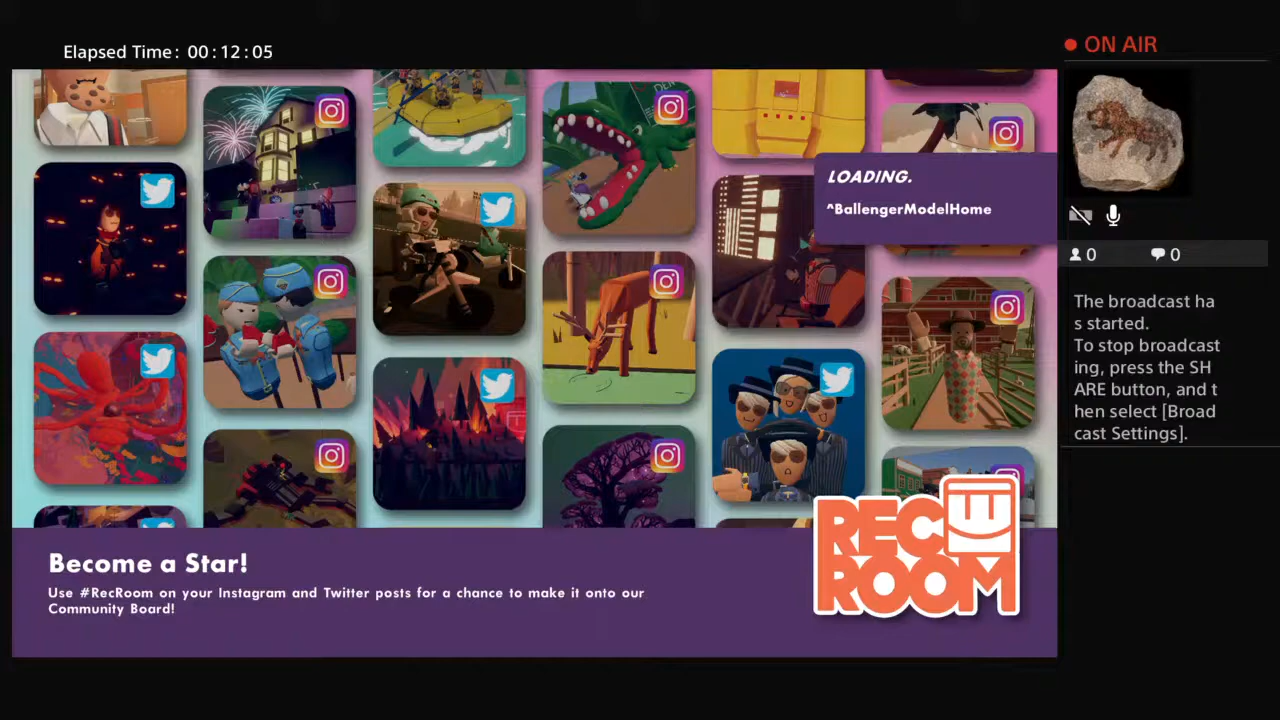 Elapsed Time: 00:12:05
ON AIR
LOADING.
^BallengerModelHome
0
0
The broadcast ha
s started.
To stop broadcast
ing, press the SH
ARE button, and t
hen select [Broad
cast Settings].
REC
ROOM
Become a Star!
Use #RecRoom on your Instagram and Twitter posts for a chance to make it onto our
Community Board!